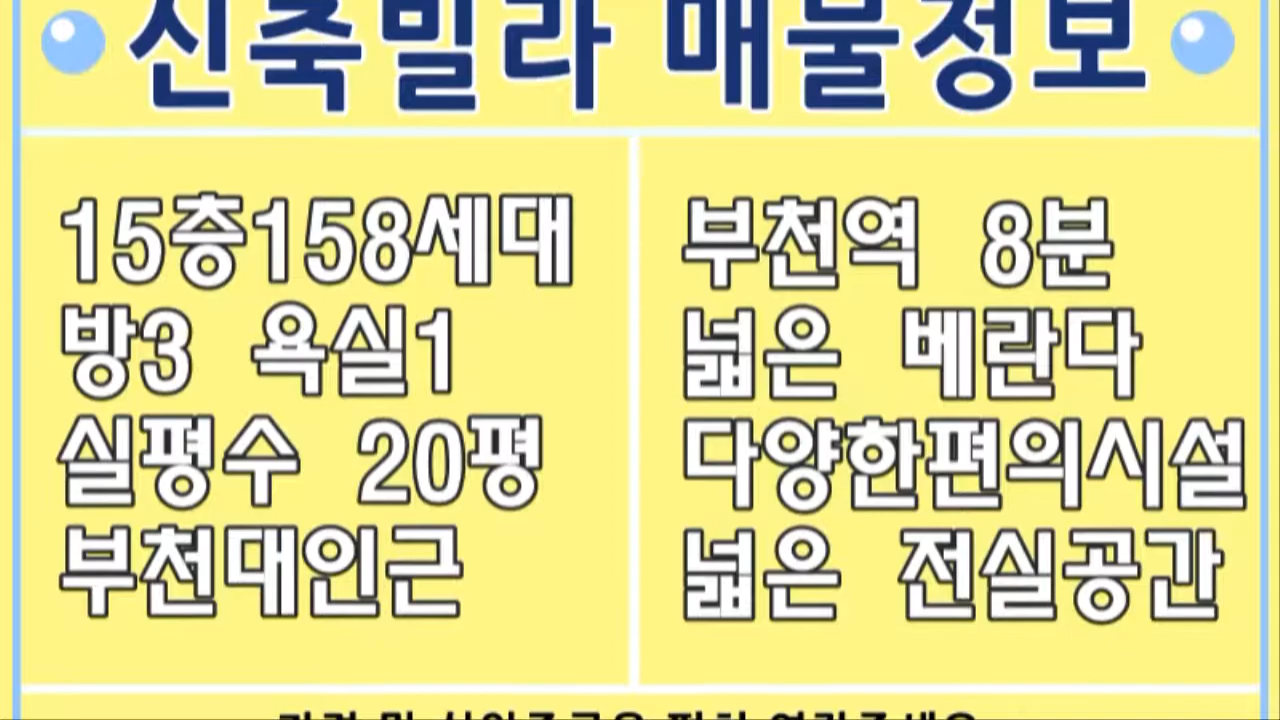 신축빌라 매물정보
15층158세대
방3 욕실1
실평수 20평
부천대인근
부천역 8분
넓은 베란다
다양한편의시설
넓은 전실공간